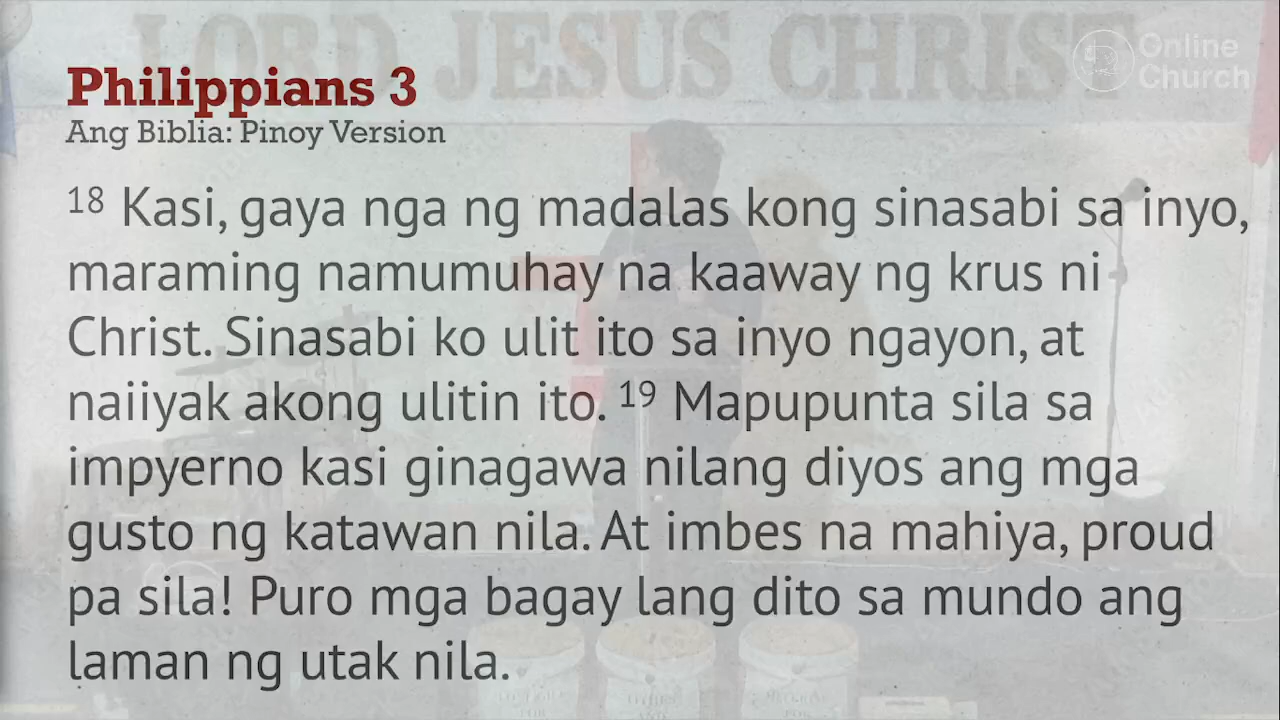 LORD JESUS CHRIST
Online
Church
Philippians 3
Ang Biblia: Pinoy Version
18 Kasi, gaya nga ng madalas kong sinasabi sa inyo,
maraming namumuhay na kaaway ng krus ni
Christ. Sinasabi ko ulit ito sa inyo ngayon, at
naiiyak akong ulitin ito. 19 Mapupunta sila sa
impyerno kasi ginagawa nilang diyos ang mga
gusto ng katawan nila. At imbes na mahiya, proud
pa sila! Puro mga bagay lang dito sa mundo ang
laman ng utak nila.